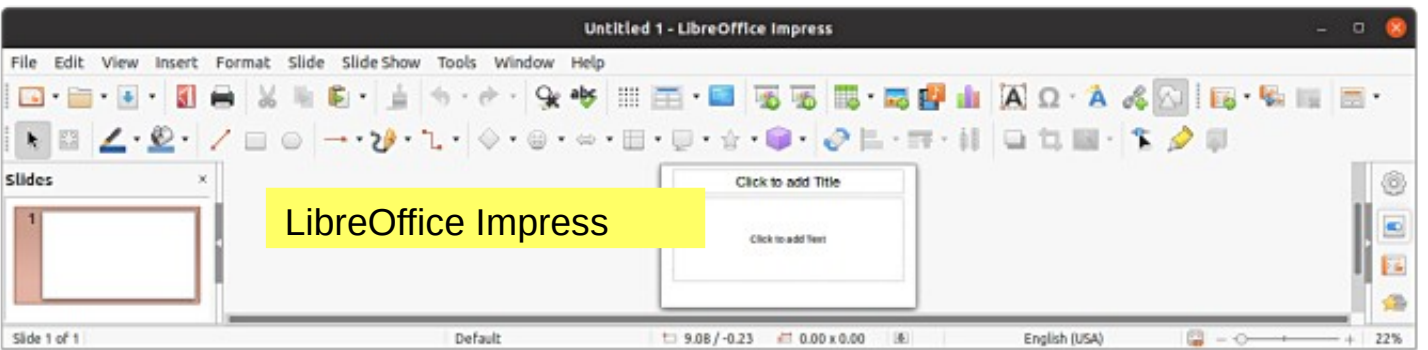 Untitled 1 - LibreOffice Impress
File Edit View Insert Format Slide Slide Show Tools Window Help
abc
Slides
1
LibreOffice Impress
Click to add Title
Click to add Text
Slide 1 of 1 Default 9.08 / -0.23 0.00 x 0.00 English (USA) 22%